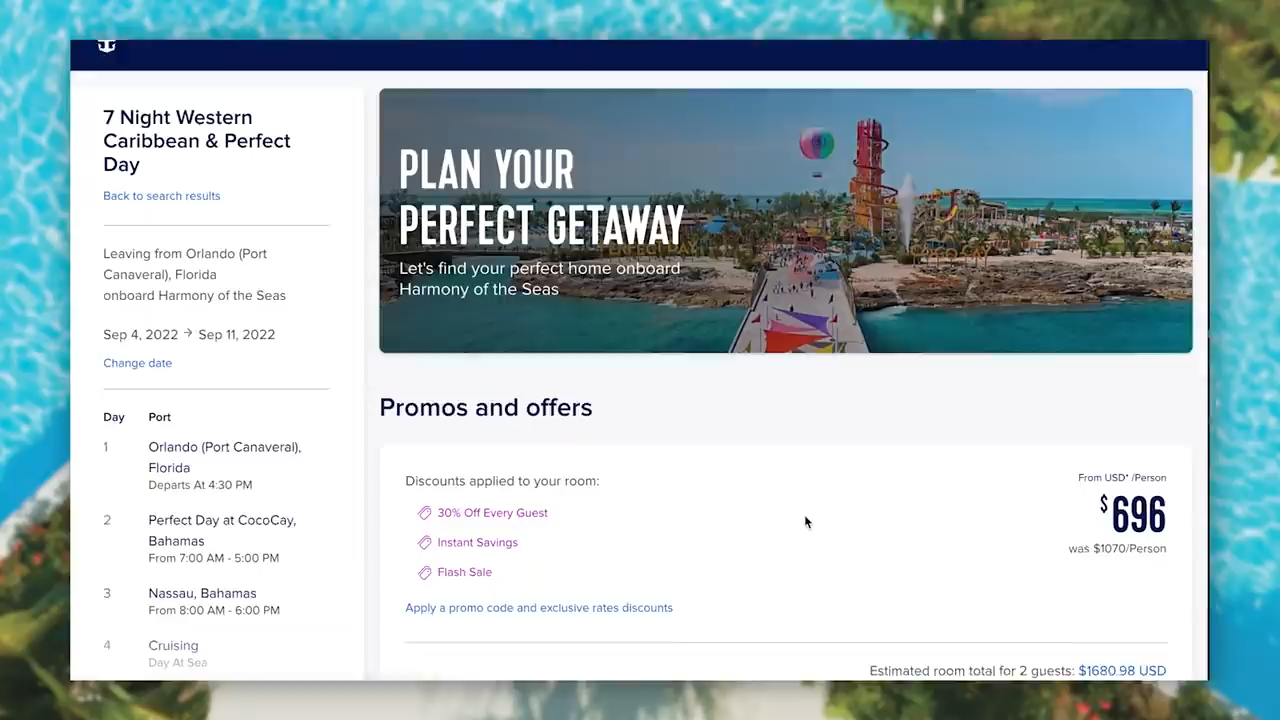 7 Night Western
Caribbean & Perfect
Day
Back to search results
Leaving from Orlando (Port
Canaveral), Florida
onboard Harmony of the Seas
Sep 4, 2022 → Sep 11, 2022
Change date
Day Port
1 Orlando (Port Canaveral),
Florida
Departs At 4:30 PM
2 Perfect Day at CocoCay,
Bahamas
From 7:00 AM - 5:00 PM
3 Nassau, Bahamas
From 8:00 AM - 6:00 PM
4 Cruising
Day At Sea
PLAN YOUR
PERFECT GETAWAY
Let's find your perfect home onboard
Harmony of the Seas
Promos and offers
Discounts applied to your room:
30% Off Every Guest
Instant Savings
Flash Sale
Apply a promo code and exclusive rates discounts
From USD* /Person
$696
was $1070/Person
Estimated room total for 2 guests: $1680.98 USD